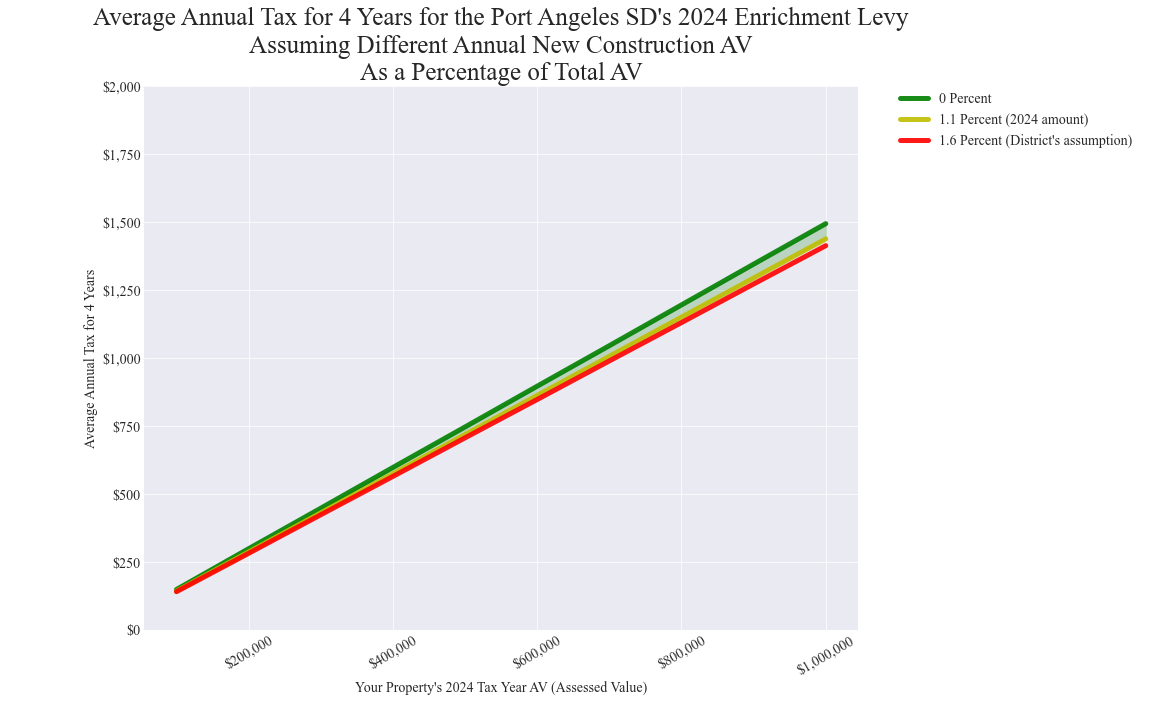 Average Annual Tax for 4 Years for the Port Angeles SD's 2024 Enrichment Levy
Assuming Different Annual New Construction AV
As a Percentage of Total AV
0 Percent
1.1 Percent (2024 amount)
1.6 Percent (District's assumption)
Average Annual Tax for 4 Years
$2,000
$1,750
$1,500
$1,250
$1,000
$750
$500
$250
$0
$200,000
$400,000
$600,000
$800,000
$1,000,000
Your Property's 2024 Tax Year AV (Assessed Value)